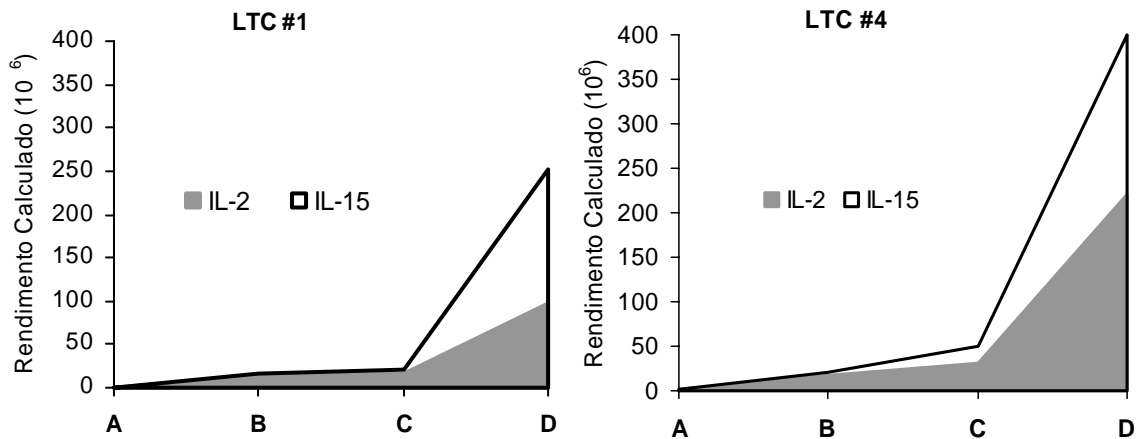 LTC #1
Rendimento Calculado (10 6)
400
350
300
250
200
150
100
50
0
IL-2
IL-15
A B C D
LTC #4
Rendimento Calculado (10⁶)
400
350
300
250
200
150
100
50
0
IL-2
IL-15
A B C D